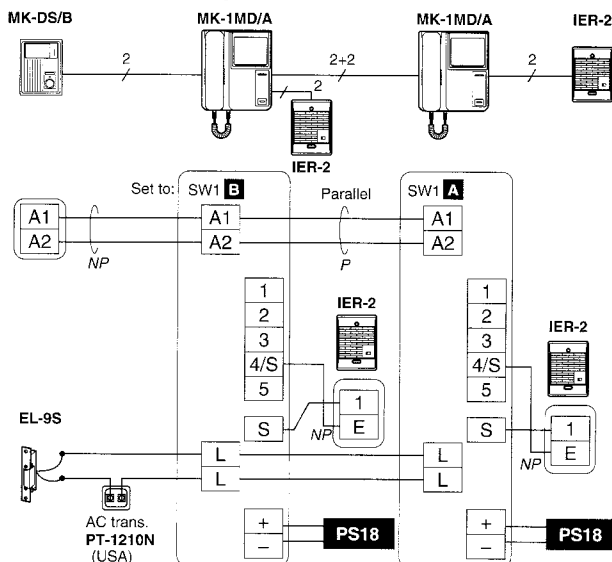 MK-DS/B MK-1MD/A MK-1MD/A IER-2
2 2+2 2
2
IER-2
Set to: SW1 B Parallel SW1 A
A1 A1 A1
A2 A2 A2
NP P
1 1
2 IER-2 2
3 3 IER-2
4/S 4/S
5 5
EL-9S S 1 S 1
NP E NP E
L L
L L
AC trans.
PT-1210N
(USA)
+ PS18 + PS18
– –